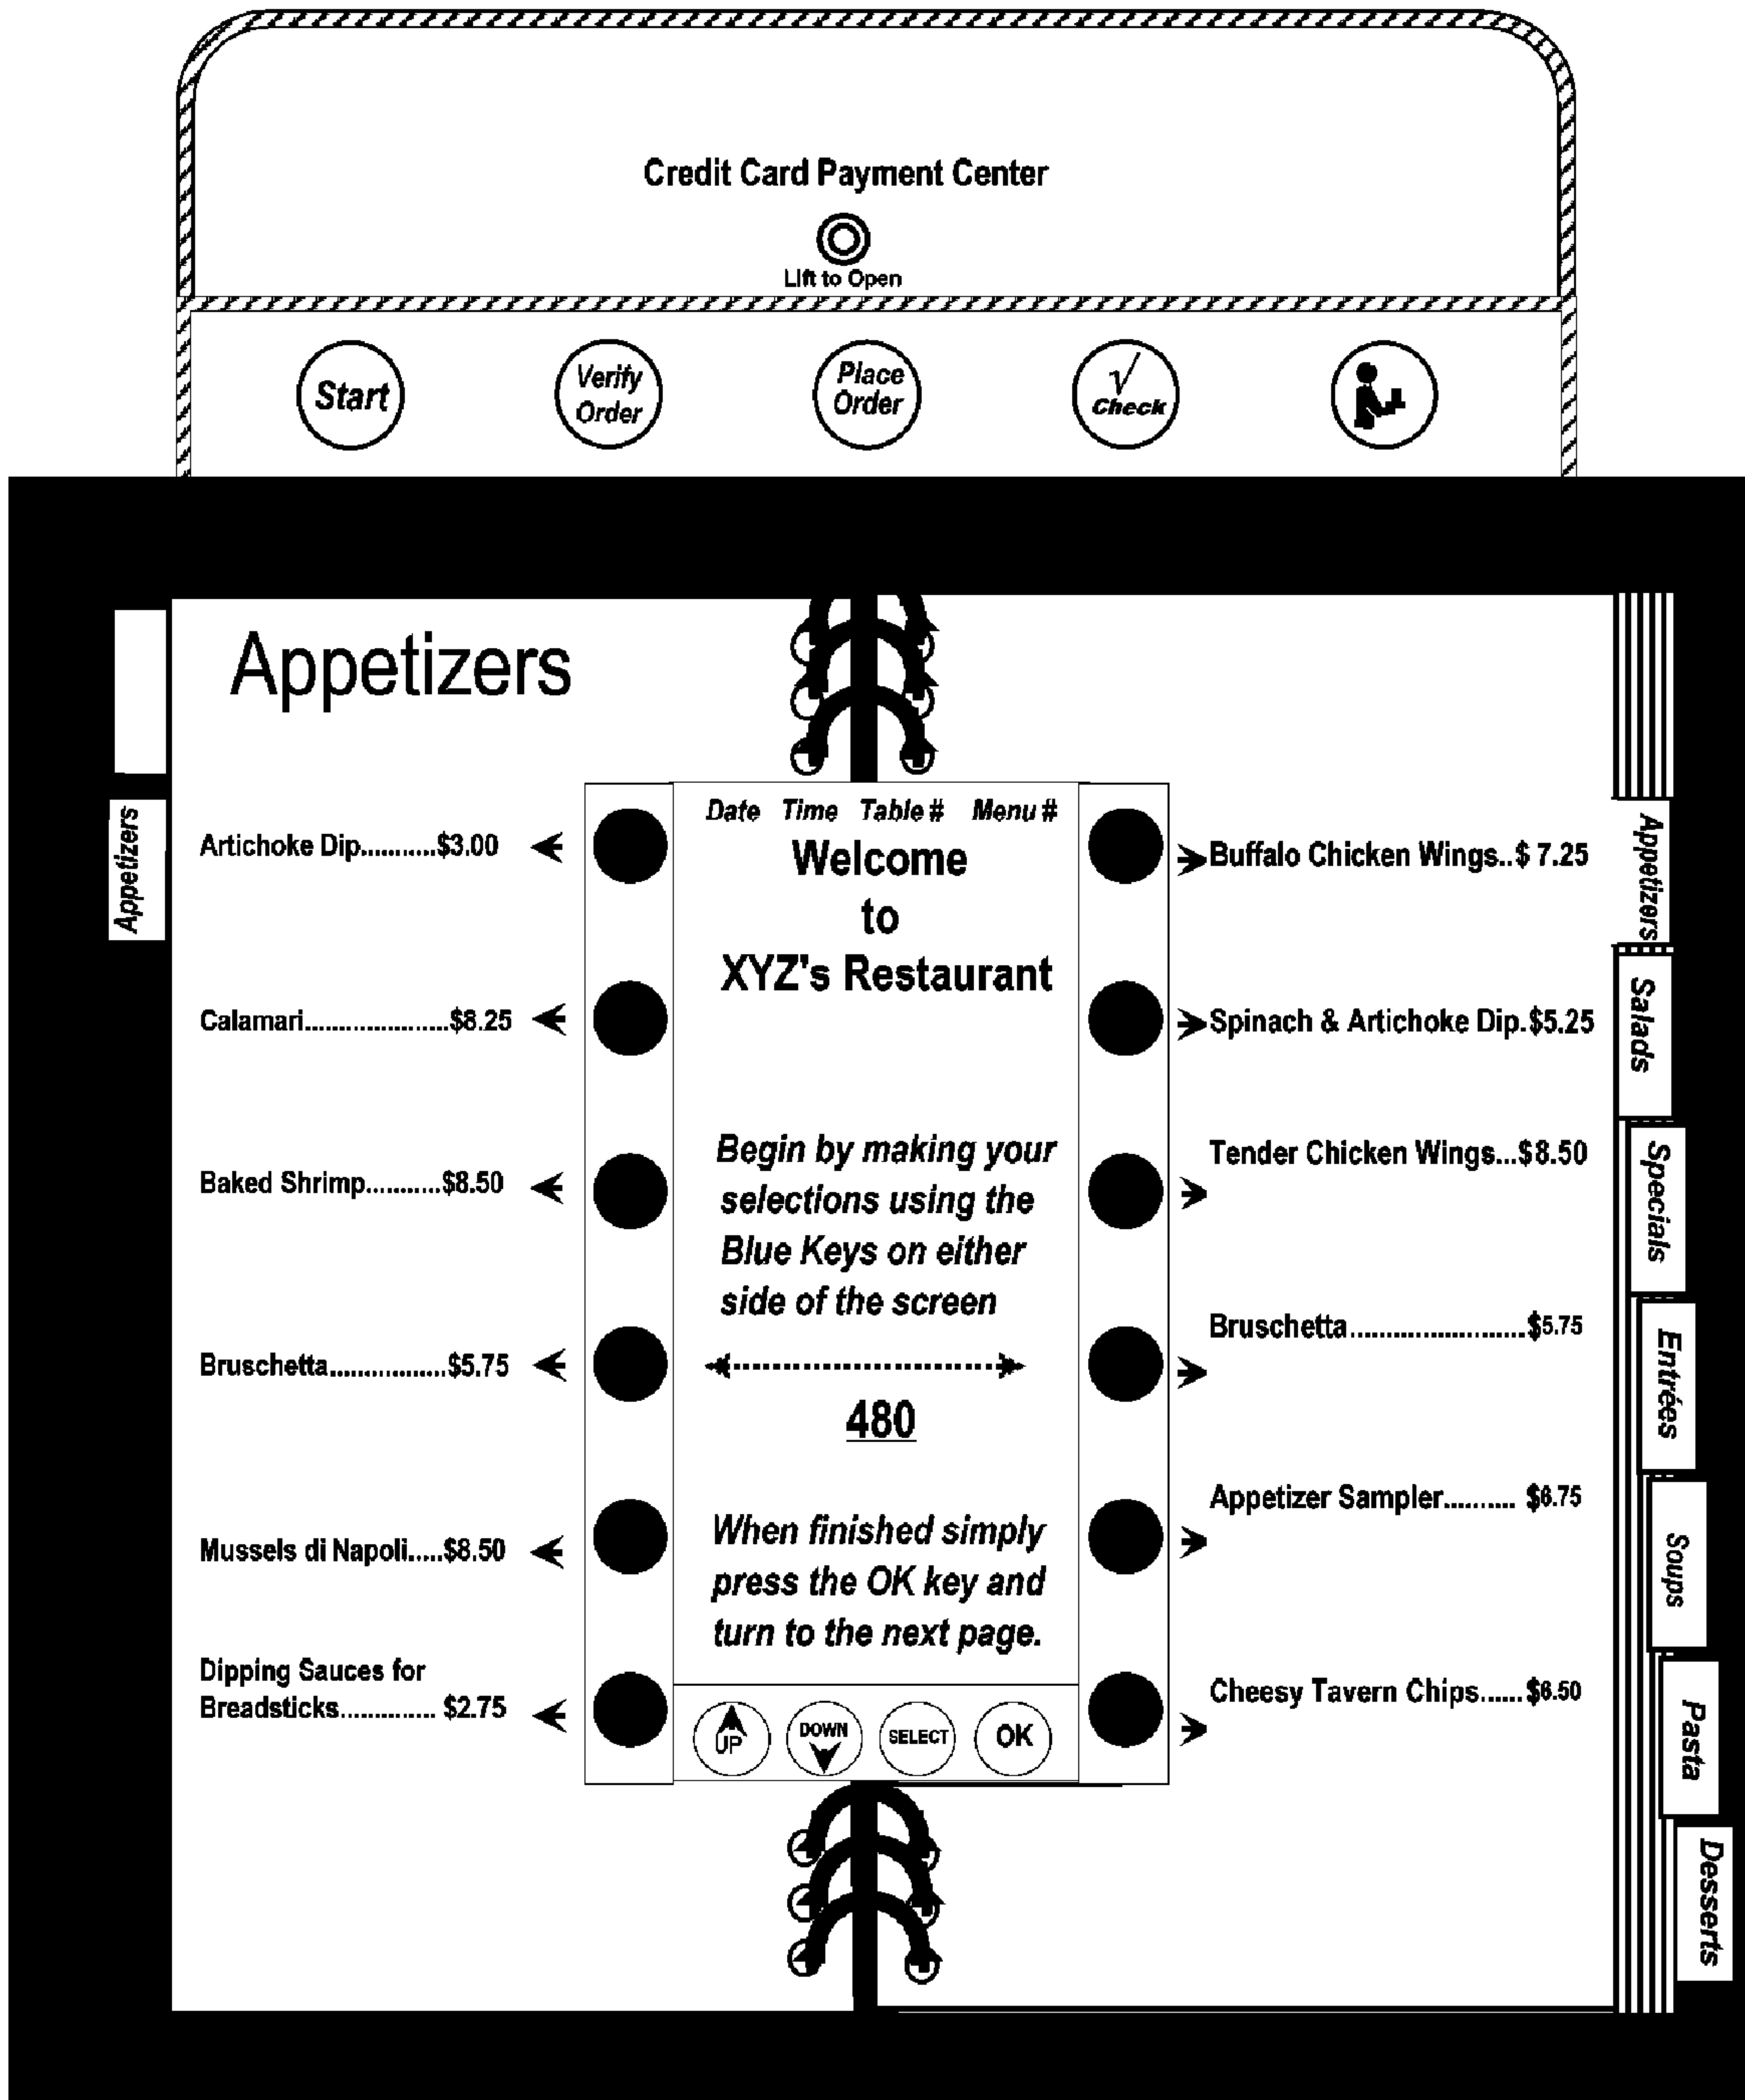 Credit Card Payment Center
Lift to Open
Start
Verify
Order
Place
Order
√
Check
Appetizers
Appetizers
Artichoke Dip...........$3.00
Calamari.....................$8.25
Baked Shrimp...........$8.50
Bruschetta.................$5.75
Mussels di Napoli.....$8.50
Dipping Sauces for
Breadsticks.............. $2.75
Date Time Table # Menu #
Welcome
to
XYZ's Restaurant
Begin by making your
selections using the
Blue Keys on either
side of the screen
480
When finished simply
press the OK key and
turn to the next page.
UP
DOWN
SELECT
OK
Buffalo Chicken Wings..$ 7.25
Spinach & Artichoke Dip.$5.25
Tender Chicken Wings...$8.50
Bruschetta........................$5.75
Appetizer Sampler.......... $6.75
Cheesy Tavern Chips......$6.50
Appetizers
Salads
Specials
Entrées
Soups
Pasta
Desserts